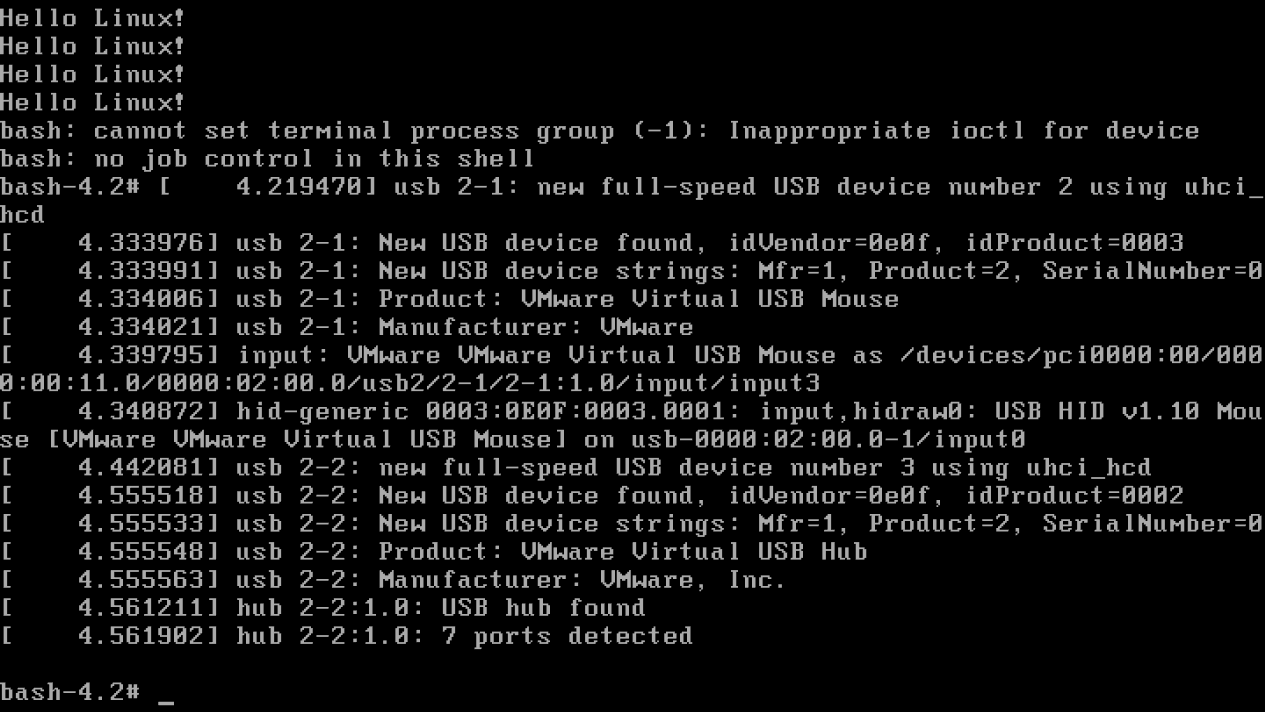 Hello Linux!
Hello Linux!
Hello Linux!
Hello Linux!
bash: cannot set terminal process group (-1): Inappropriate ioctl for device
bash: no job control in this shell
bash-4.2# [    4.219470] usb 2-1: new full-speed USB device number 2 using uhci_
hcd
[    4.333976] usb 2-1: New USB device found, idVendor=0e0f, idProduct=0003
[    4.333991] usb 2-1: New USB device strings: Mfr=1, Product=2, SerialNumber=0
[    4.334006] usb 2-1: Product: VMware Virtual USB Mouse
[    4.334021] usb 2-1: Manufacturer: VMware
[    4.339795] input: VMware VMware Virtual USB Mouse as /devices/pci0000:00/000
0:00:11.0/0000:02:00.0/usb2/2-1/2-1:1.0/input/input3
[    4.340872] hid-generic 0003:0E0F:0003.0001: input,hidraw0: USB HID v1.10 Mou
se [VMware VMware Virtual USB Mouse] on usb-0000:02:00.0-1/input0
[    4.442081] usb 2-2: new full-speed USB device number 3 using uhci_hcd
[    4.555518] usb 2-2: New USB device found, idVendor=0e0f, idProduct=0002
[    4.555533] usb 2-2: New USB device strings: Mfr=1, Product=2, SerialNumber=0
[    4.555548] usb 2-2: Product: VMware Virtual USB Hub
[    4.555563] usb 2-2: Manufacturer: VMware, Inc.
[    4.561211] hub 2-2:1.0: USB hub found
[    4.561902] hub 2-2:1.0: 7 ports detected
bash-4.2# _